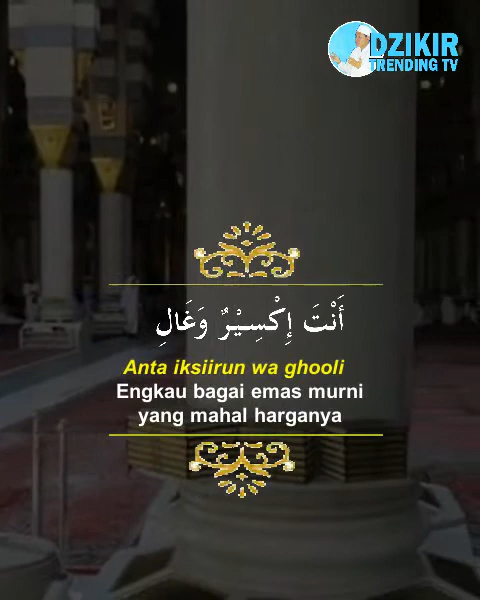 DZIKIR
TRENDING TV
أَنْتَ إِكْسِيْرٌ وَغَالِ
Anta iksiirun wa ghooli
Engkau bagai emas murni
yang mahal harganya